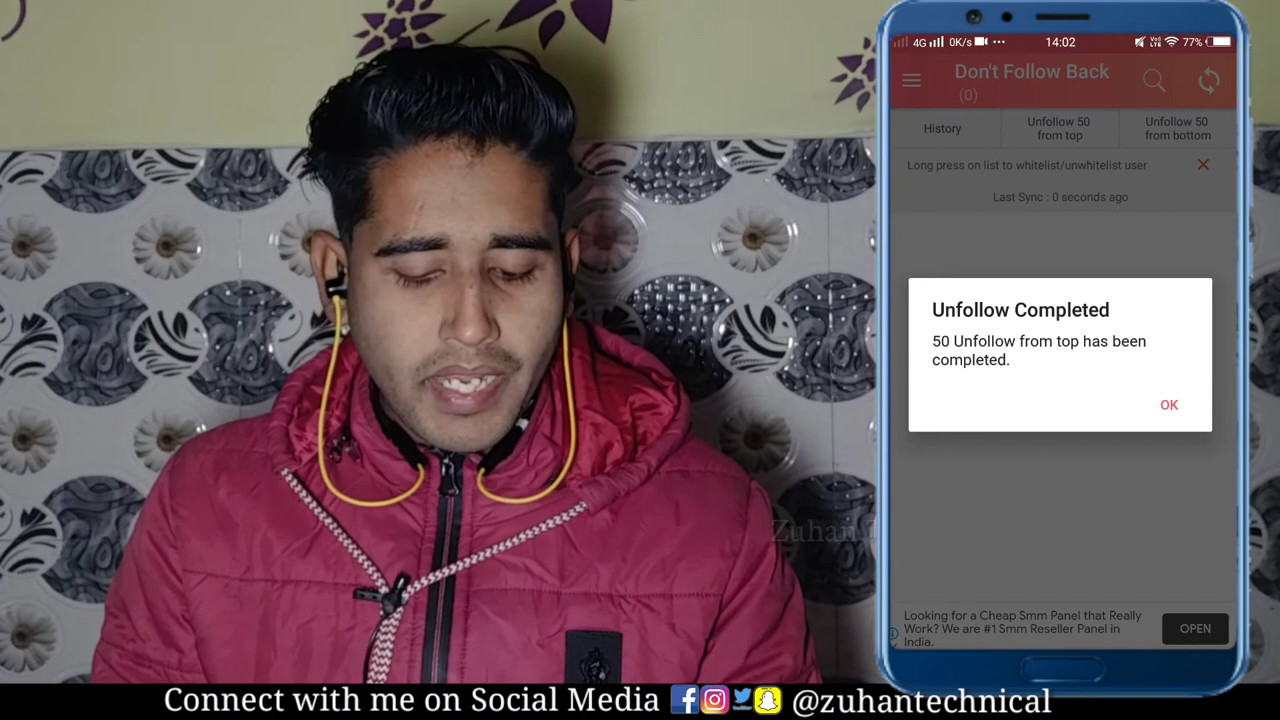 4G 0K/s 14:02 77%
Don't Follow Back
(0)
History
Unfollow 50
from top
Unfollow 50
from bottom
Long press on list to whitelist/unwhitelist user
Last Sync : 0 seconds ago
Unfollow Completed
50 Unfollow from top has been
completed.
OK
Zuhan
Looking for a Cheap Smm Panel that Really
Work? We are #1 Smm Reseller Panel in
India.
OPEN
Connect with me on Social Media @zuhantechnical